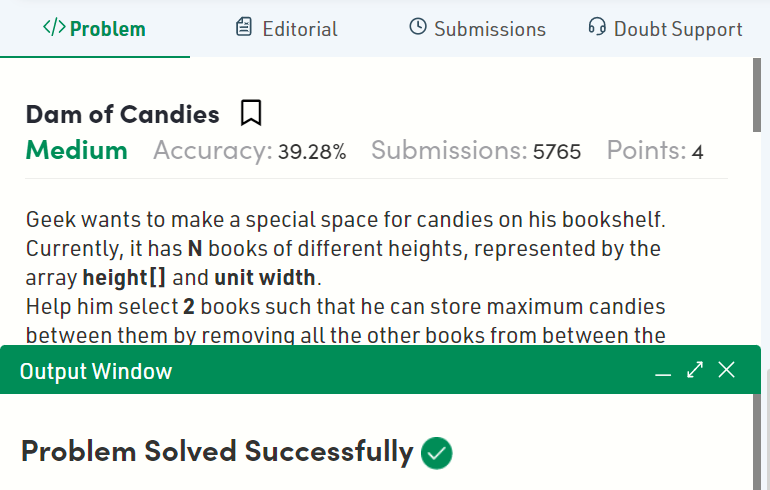 </> Problem
Editorial
Submissions
Doubt Support
Dam of Candies
Medium Accuracy: 39.28% Submissions: 5765 Points: 4
Geek wants to make a special space for candies on his bookshelf.
Currently, it has N books of different heights, represented by the
array height[] and unit width.
Help him select 2 books such that he can store maximum candies
between them by removing all the other books from between the
Output Window
Problem Solved Successfully